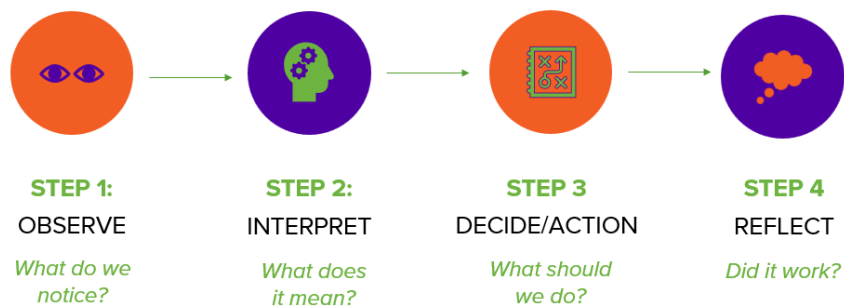 STEP 1:
OBSERVE
What do we
notice?
STEP 2:
INTERPRET
What does
it mean?
STEP 3
DECIDE/ACTION
What should
we do?
STEP 4
REFLECT
Did it work?